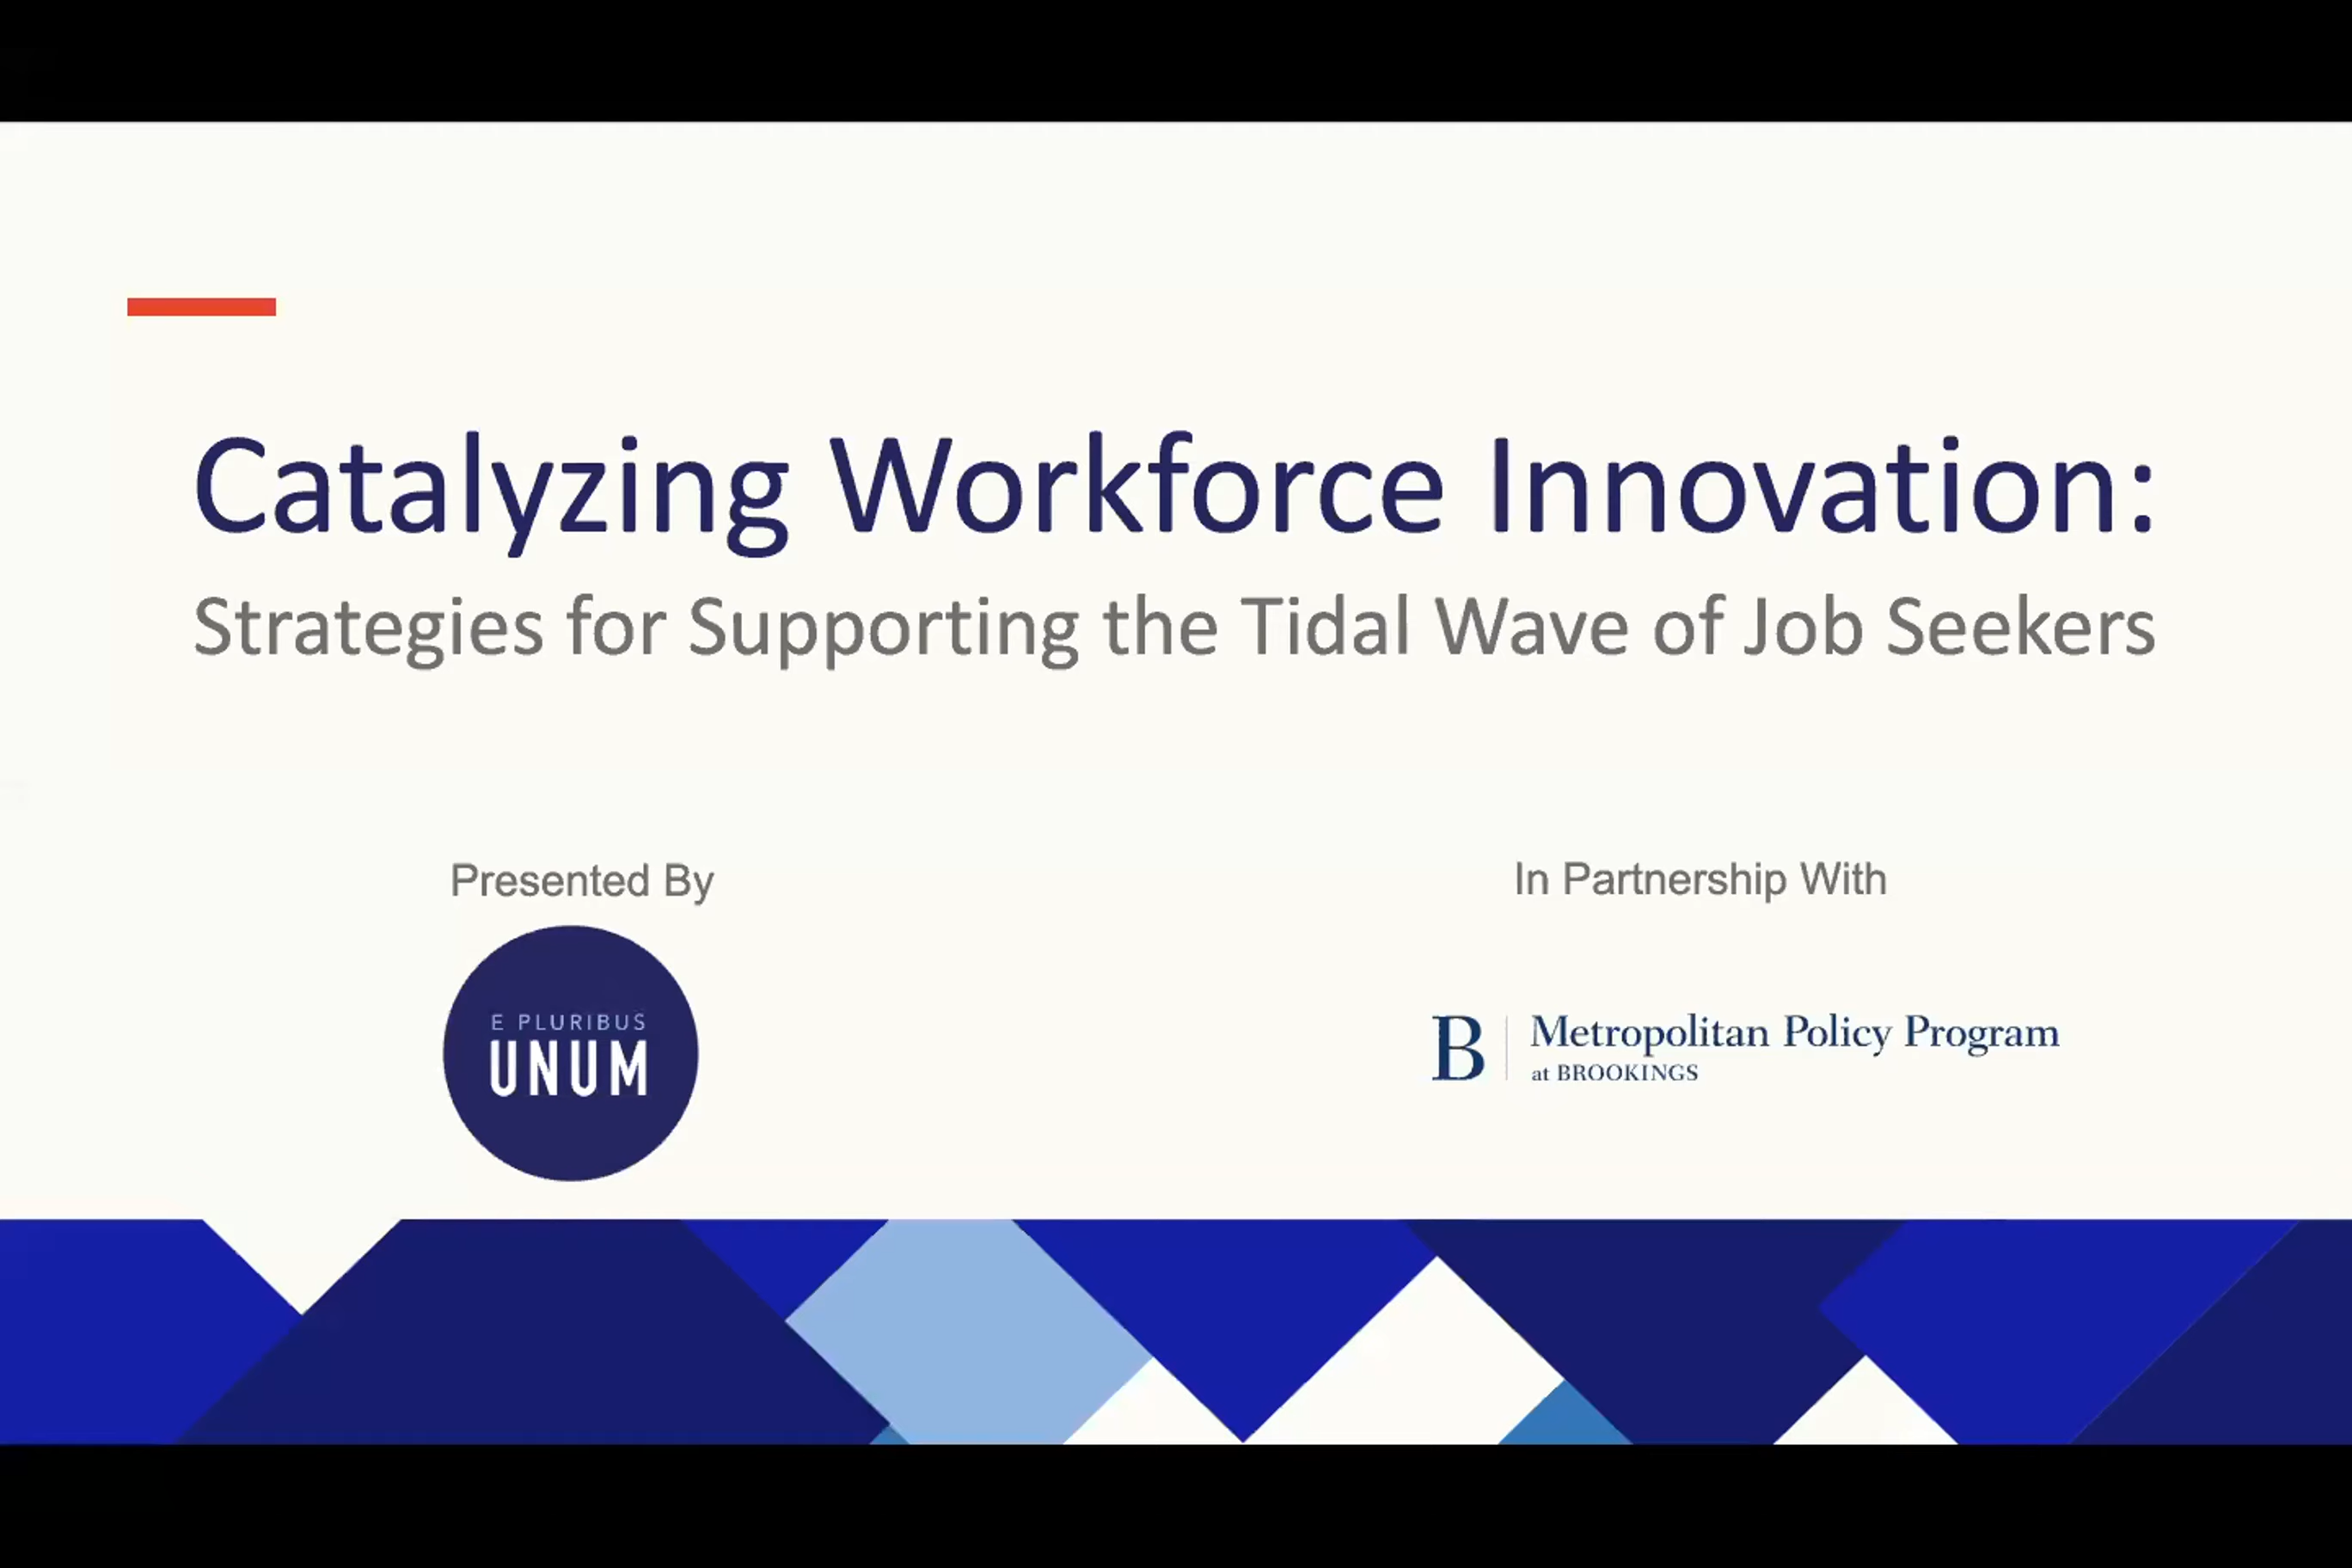 Catalyzing Workforce Innovation:
Strategies for Supporting the Tidal Wave of Job Seekers
Presented By
E PLURIBUS
UNUM
In Partnership With
B
Metropolitan Policy Program
at BROOKINGS